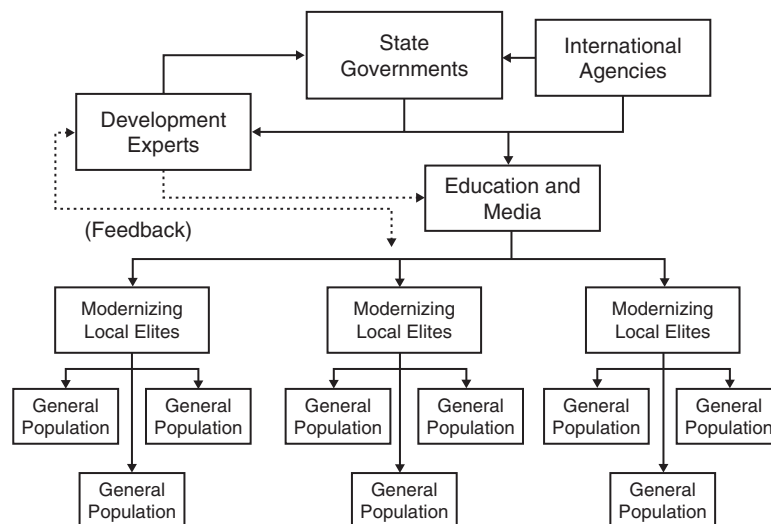 State
Governments
International
Agencies
Development
Experts
Education and
Media
(Feedback)
Modernizing
Local Elites
Modernizing
Local Elites
Modernizing
Local Elites
General
Population
General
Population
General
Population
General
Population
General
Population
General
Population
General
Population
General
Population
General
Population